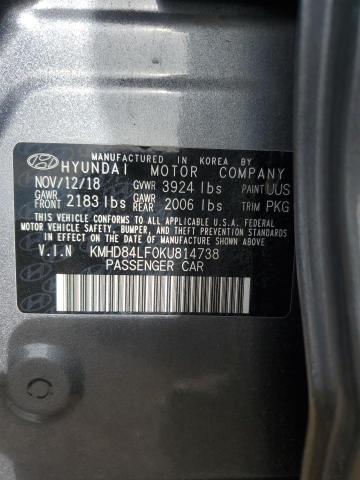 MANUFACTURED IN KOREA BY
HYUNDAI MOTOR COMPANY
NOV/12/18 GVWR 3924 lbs PAINT UUS
GAWR FRONT 2183 lbs GAWR REAR 2006 lbs TRIM PKG
THIS VEHICLE CONFORMS TO ALL APPLICABLE U.S.A. FEDERAL
MOTOR VEHICLE SAFETY, BUMPER, AND THEFT PREVENTION
STANDARDS IN EFFECT ON THE DATE OF MANUFACTURE
SHOWN ABOVE.
V.I.N KMHD84LF0KU814738
PASSENGER CAR